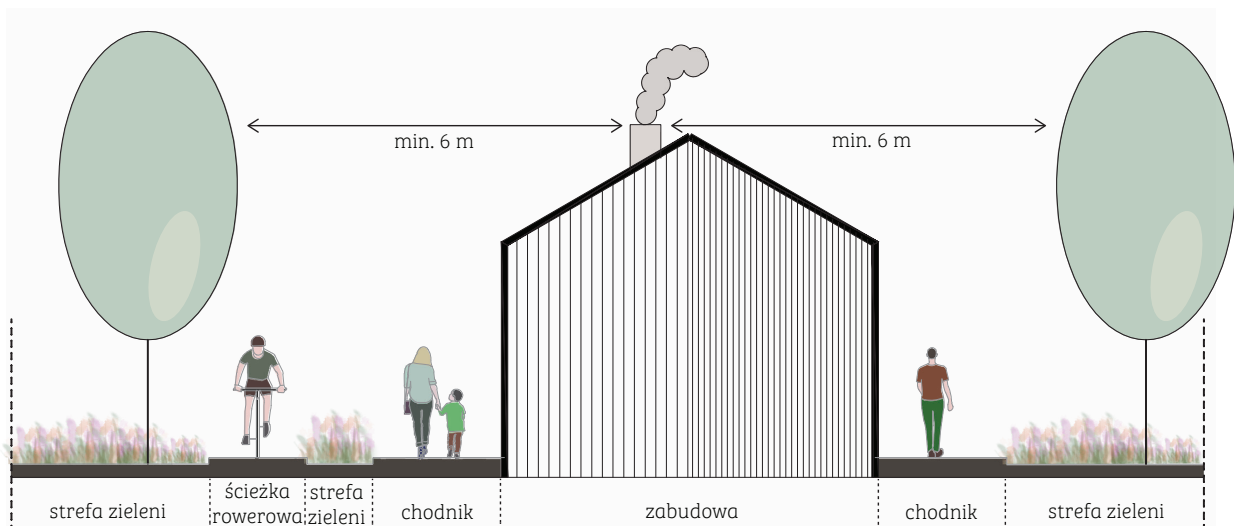 min. 6 m
min. 6 m
strefa zieleni
ścieżka
rowerowa
strefa
zieleni
chodnik
zabudowa
chodnik
strefa zieleni